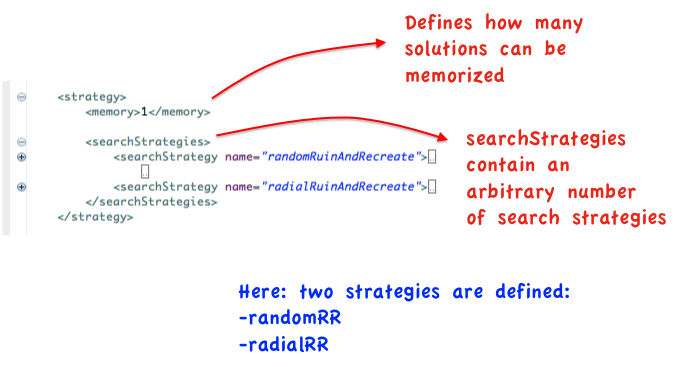 Defines how many
solutions can be
memorized
<strategy>
<memory>1</memory>
<searchStrategies>
<searchStrategy name="randomRuinAndRecreate">
<searchStrategy name="radialRuinAndRecreate">
</searchStrategies>
</strategy>
searchStrategies
contain an
arbitrary number
of search strategies
Here: two strategies are defined:
-randomRR
-radialRR